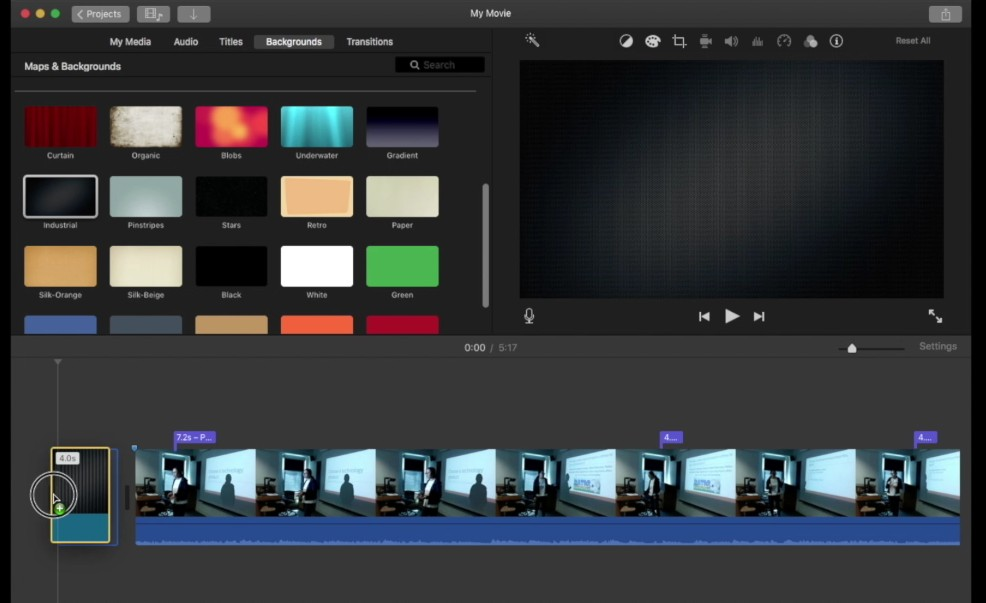 Projects
My Movie
My Media
Audio
Titles
Backgrounds
Transitions
Reset All
Maps & Backgrounds
Search
Curtain
Organic
Blobs
Underwater
Gradient
Industrial
Pinstripes
Stars
Retro
Paper
Silk-Orange
Silk-Beige
Black
White
Green
0:00 / 5:17
Settings
7.2s – P...
4....
4....
4.0s